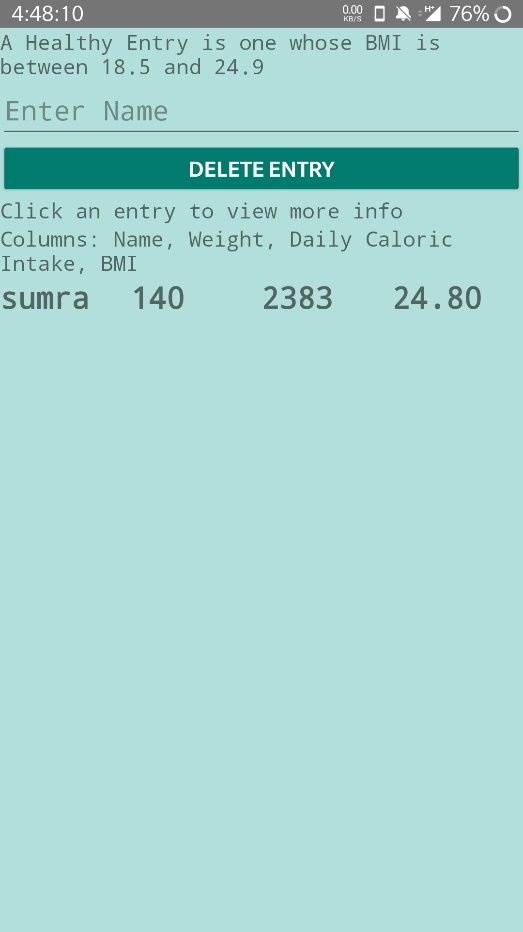 4:48:10 0.00 KB/S H+ 76%
A Healthy Entry is one whose BMI is
between 18.5 and 24.9
Enter Name
DELETE ENTRY
Click an entry to view more info
Columns: Name, Weight, Daily Caloric
Intake, BMI
sumra 140 2383 24.80